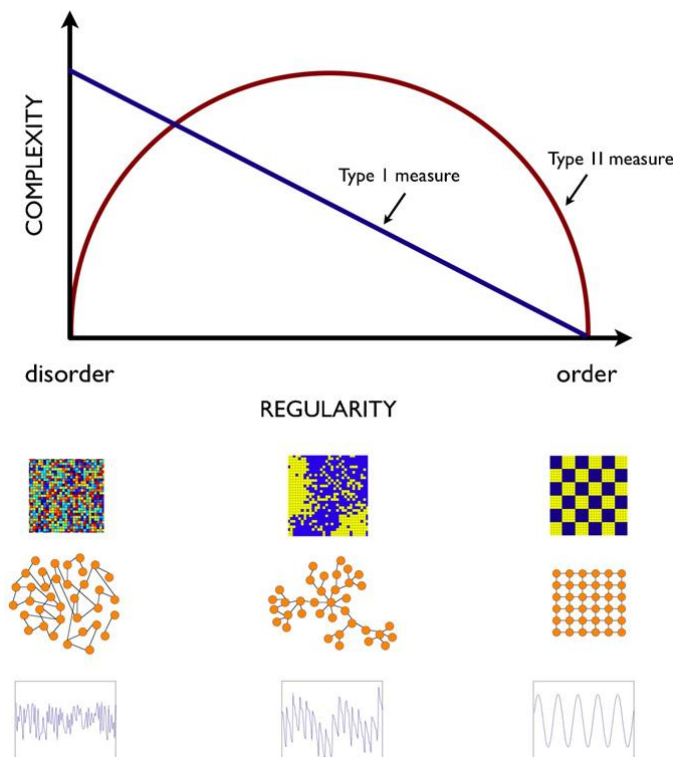 COMPLEXITY
Type I measure
Type II measure
disorder
order
REGULARITY